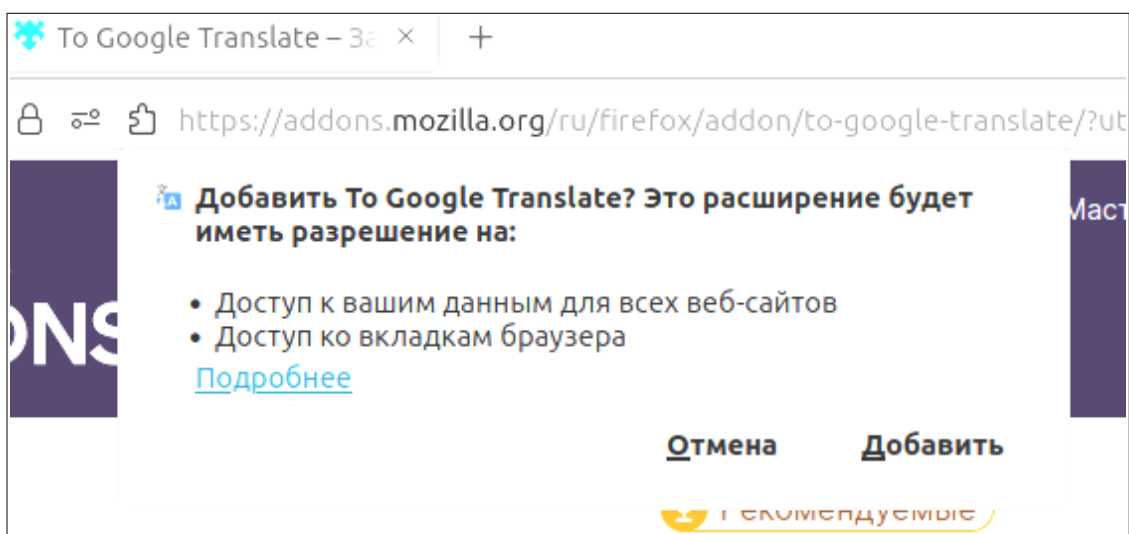 To Google Translate – За
https://addons.mozilla.org/ru/firefox/addon/to-google-translate/?ut
Добавить To Google Translate? Это расширение будет
иметь разрешение на:
Маст
ONS
• Доступ к вашим данным для всех веб-сайтов
• Доступ ко вкладкам браузера
Подробнее
Отмена Добавить
Рекомендуемые